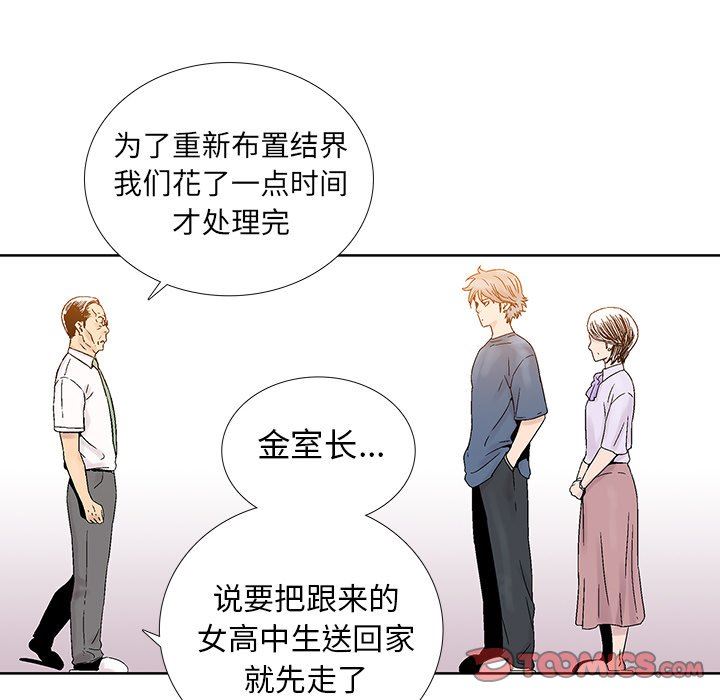 为了重新布置结界
我们花了一点时间
才处理完
金室长...
说要把跟来的
女高中生送回家
就先走了
TOOMICS.COM